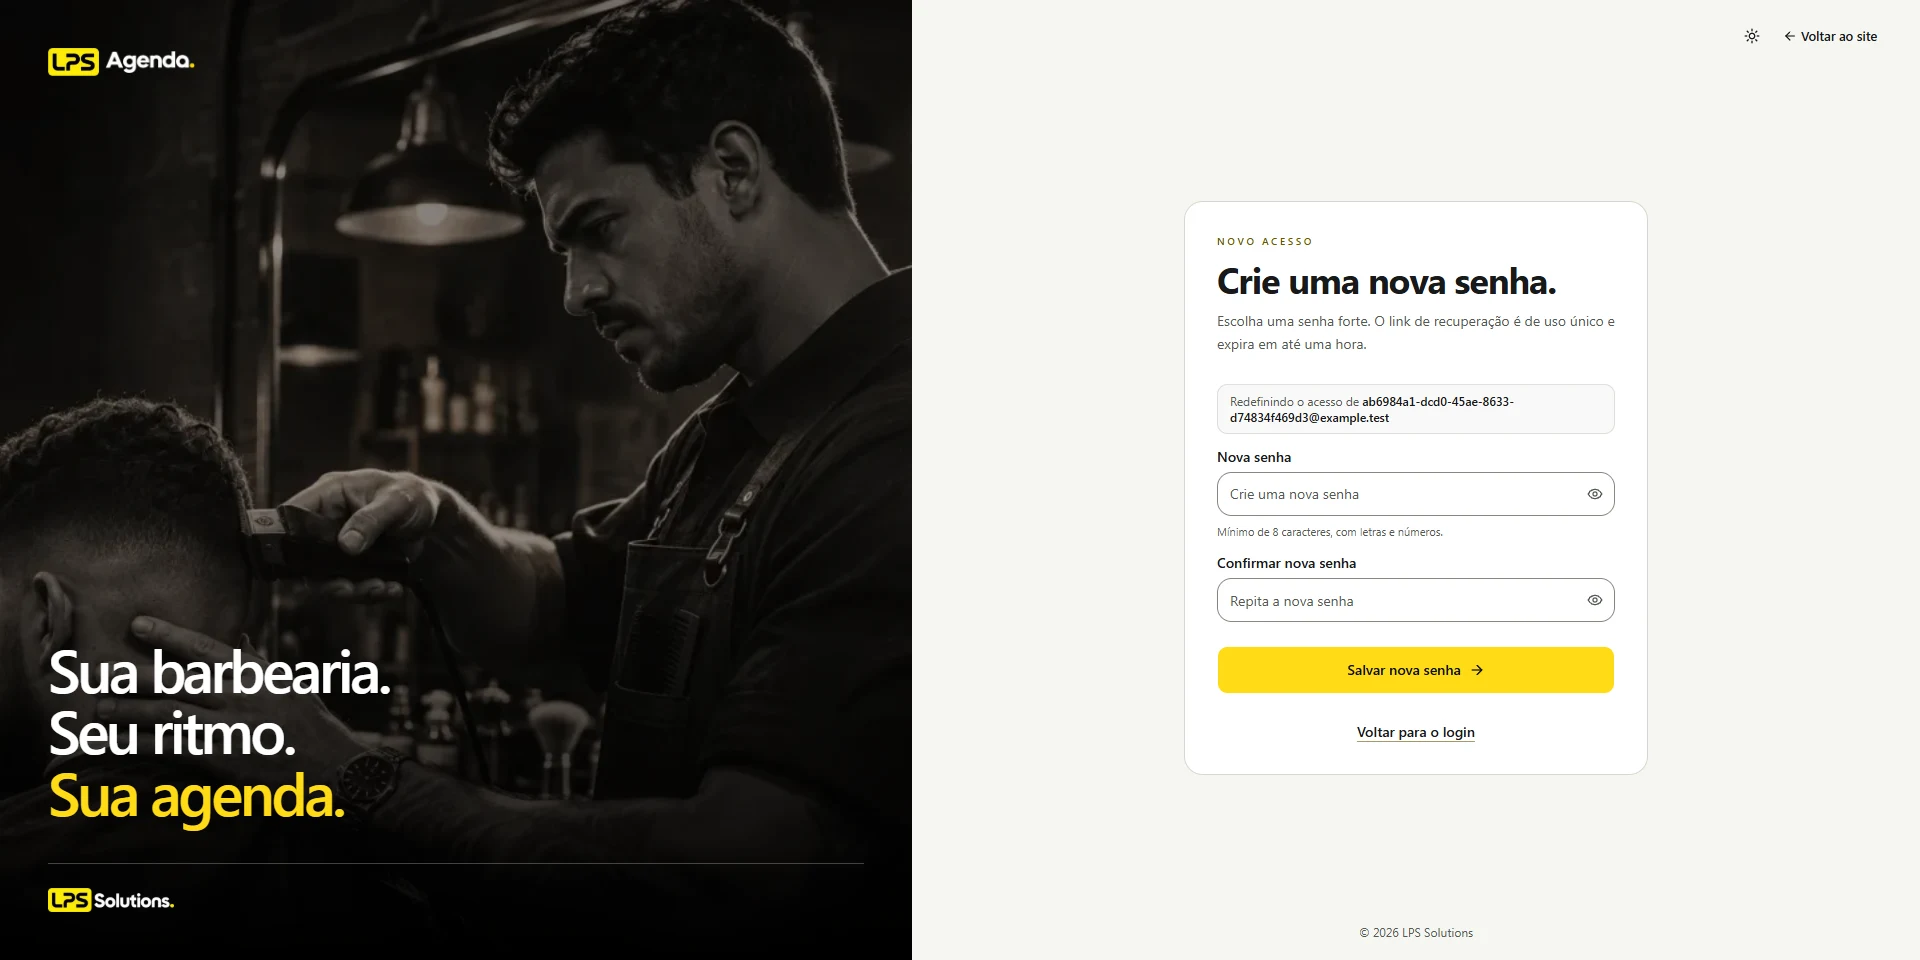 LPS Agenda.
Sua barbearia.
Seu ritmo.
Sua agenda.
LPS Solutions.
Voltar ao site
NOVO ACESSO
Crie uma nova senha.
Escolha uma senha forte. O link de recuperação é de uso único e
expira em até uma hora.
Redefinindo o acesso de ab6984a1-dcd0-45ae-8633-
d74834f469d3@example.test
Nova senha
Crie uma nova senha
Mínimo de 8 caracteres, com letras e números.
Confirmar nova senha
Repita a nova senha
Salvar nova senha
Voltar para o login
© 2026 LPS Solutions